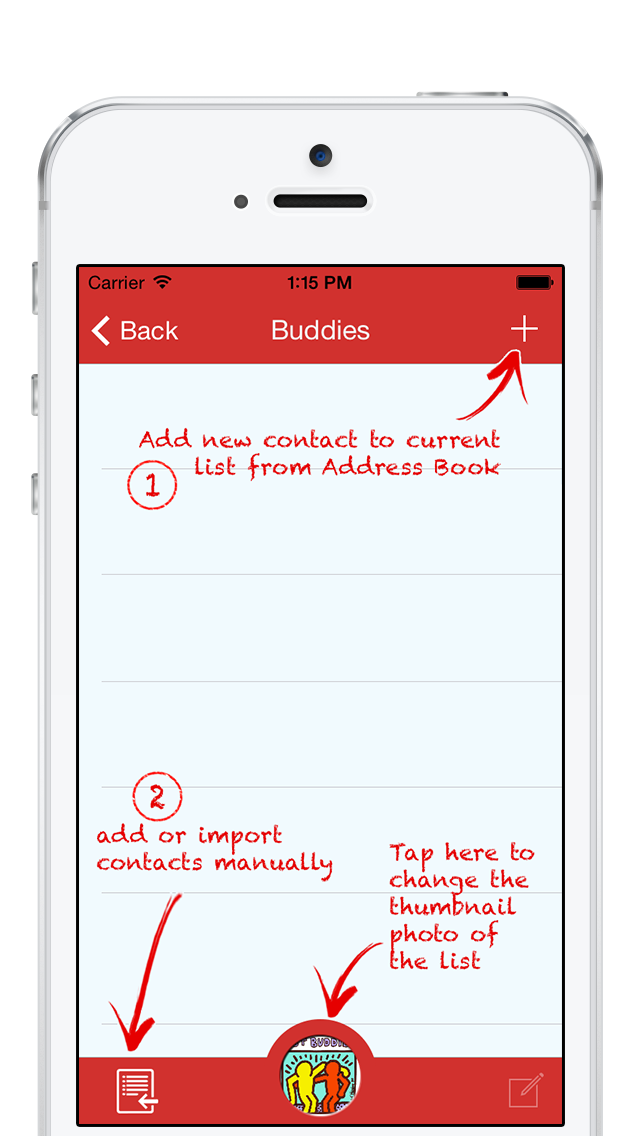 Carrier 1:15 PM
Back Buddies
Add new contact to current
list from Address Book
1
2
add or import
contacts manually
Tap here to
change the
thumbnail
photo of
the list
BUDDIE